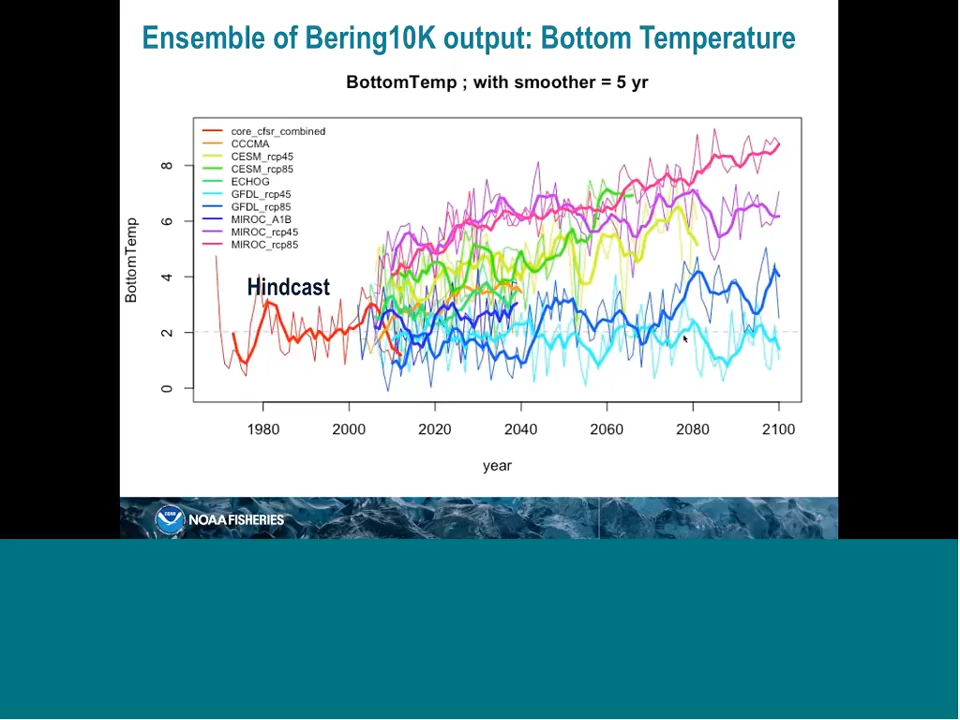 Ensemble of Bering10K output: Bottom Temperature
BottomTemp ; with smoother = 5 yr
core_cfsr_combined
CCCMA
CESM_rcp45
CESM_rcp85
ECHOG
GFDL_rcp45
GFDL_rcp85
MIROC_A1B
MIROC_rcp45
MIROC_rcp85
Hindcast
BottomTemp
8
6
4
2
0
1980 2000 2020 2040 2060 2080 2100
year
NOAA FISHERIES